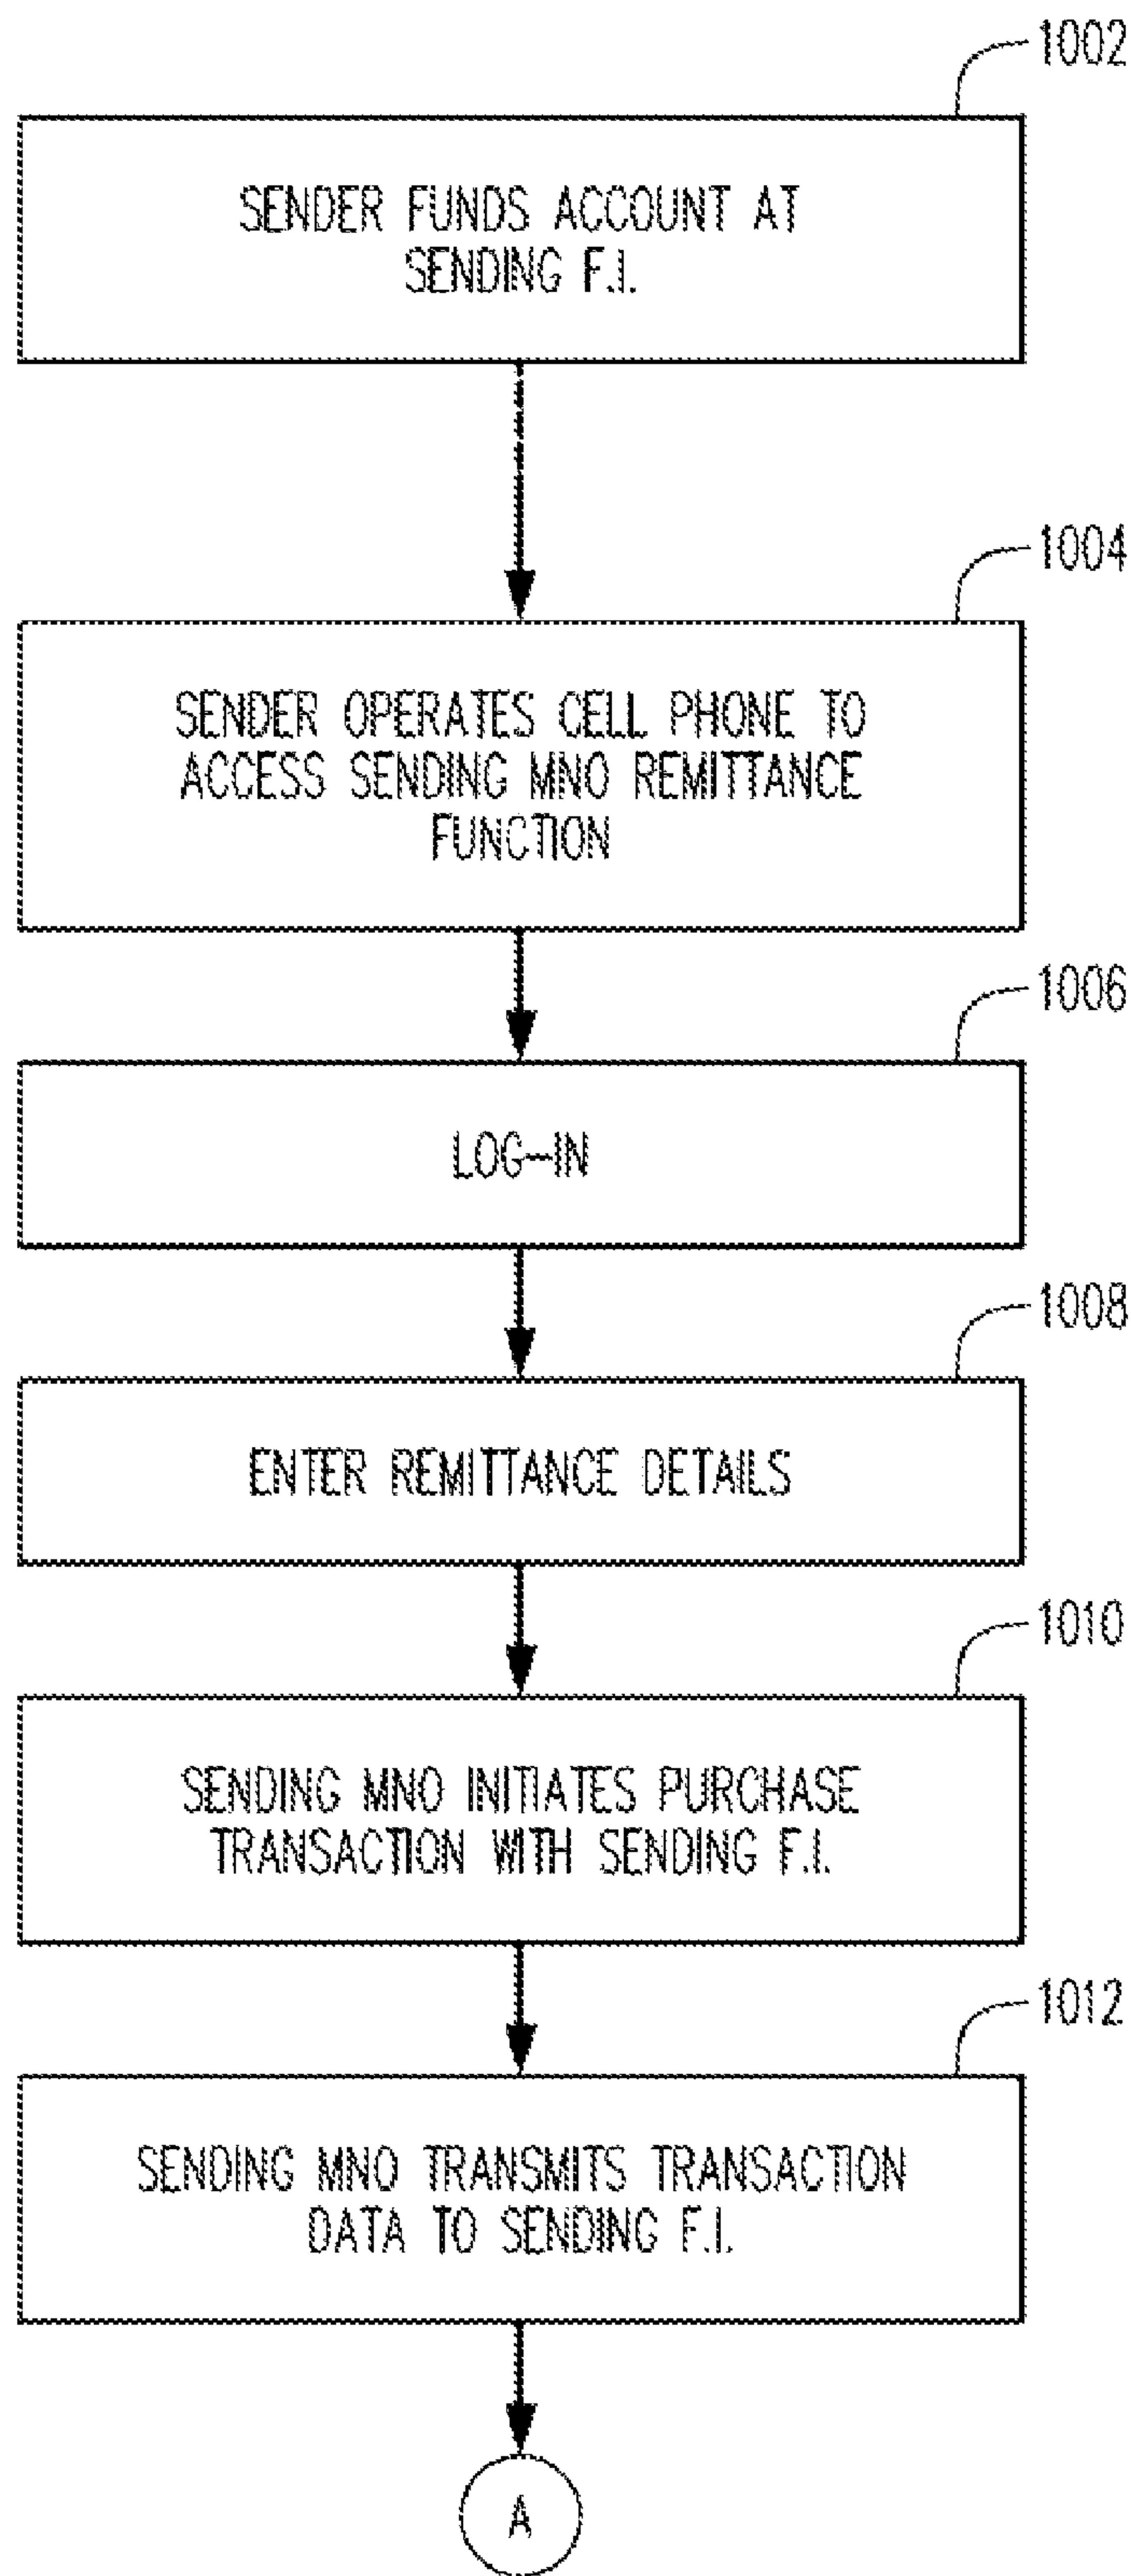 1002
SENDER FUNDS ACCOUNT AT
SENDING F.I.
1004
SENDER OPERATES CELL PHONE TO
ACCESS SENDING MNO REMITTANCE
FUNCTION
1006
LOG-IN
1008
ENTER REMITTANCE DETAILS
1010
SENDING MNO INITIATES PURCHASE
TRANSACTION WITH SENDING F.I.
1012
SENDING MNO TRANSMITS TRANSACTION
DATA TO SENDING F.I.
A